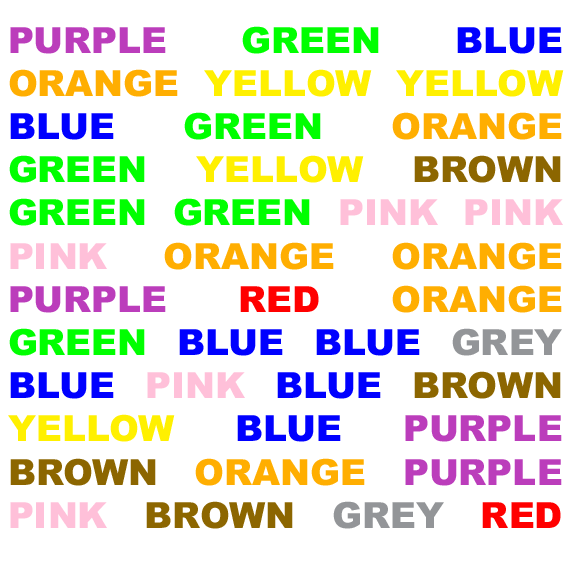 PURPLE GREEN BLUE
ORANGE YELLOW YELLOW
BLUE GREEN ORANGE
GREEN YELLOW BROWN
GREEN GREEN PINK PINK
PINK ORANGE ORANGE
PURPLE RED ORANGE
GREEN BLUE BLUE GREY
BLUE PINK BLUE BROWN
YELLOW BLUE PURPLE
BROWN ORANGE PURPLE
PINK BROWN GREY RED